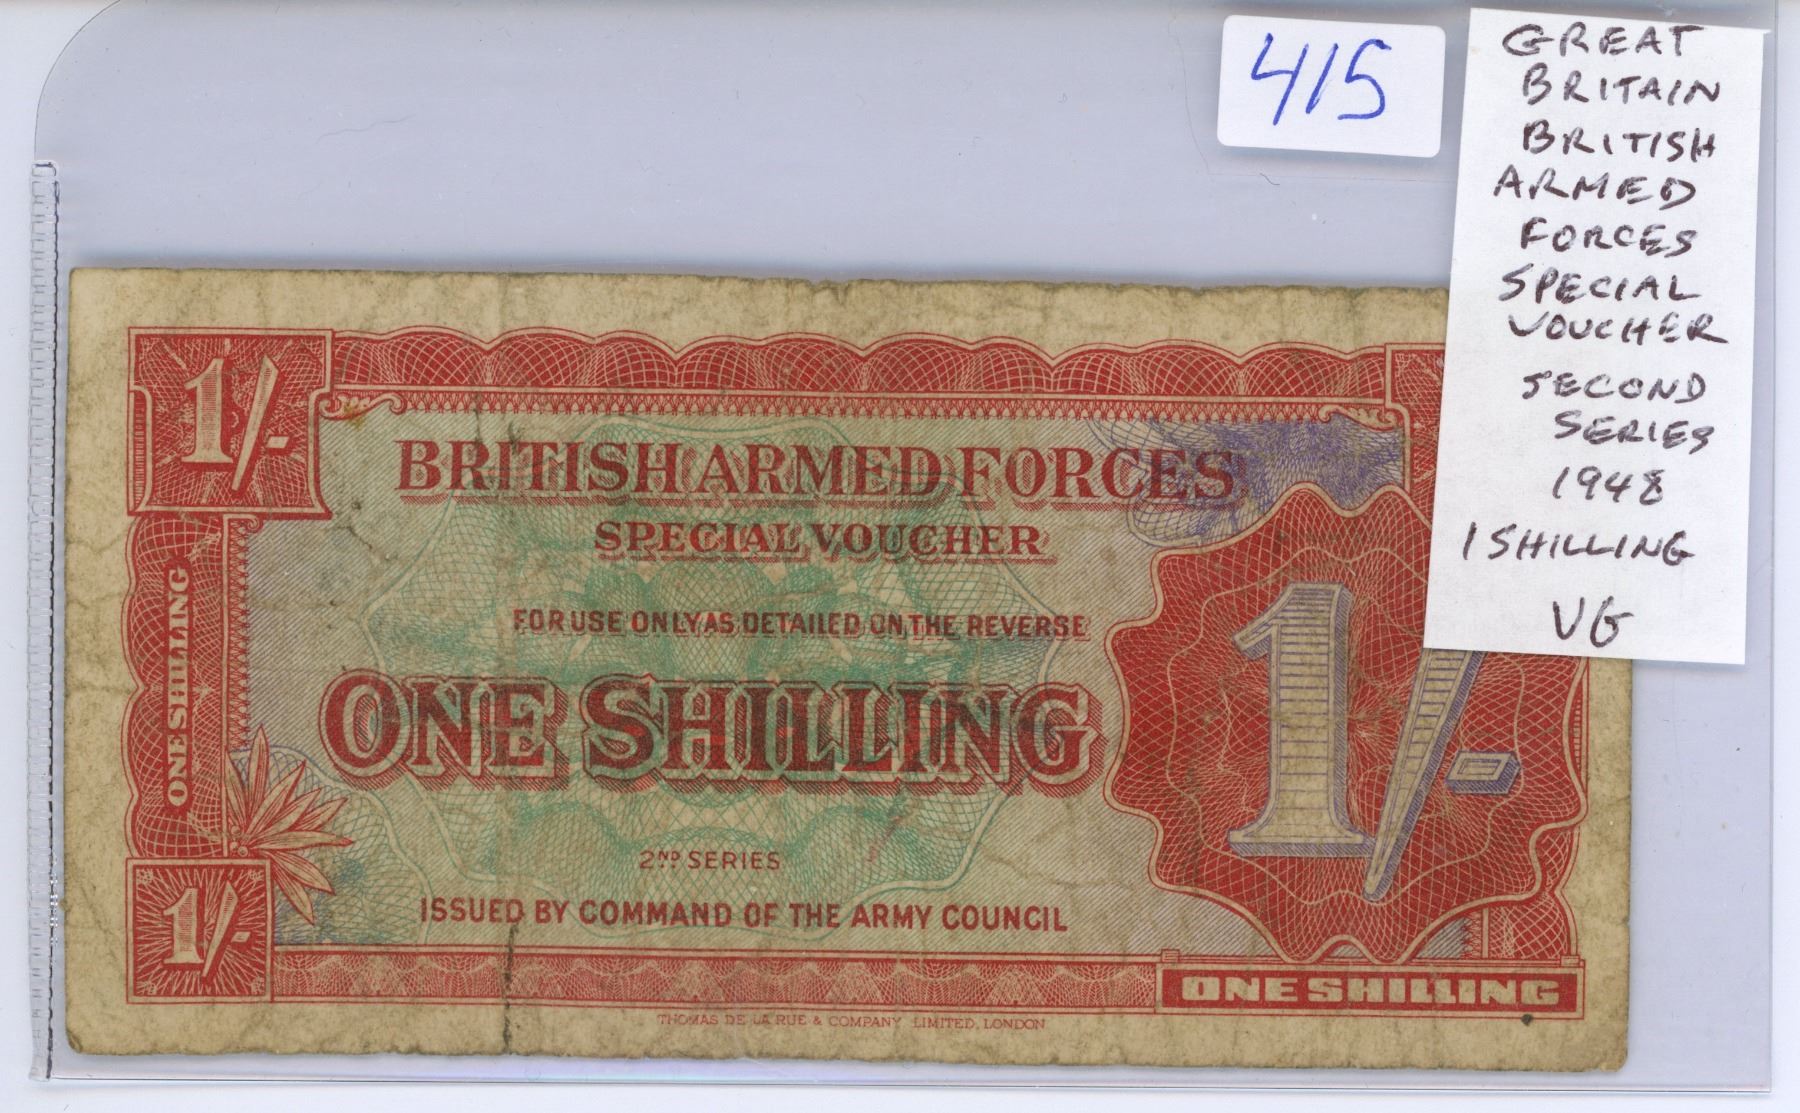 415
GREAT
BRITAIN
BRITISH
ARMED
FORCES
SPECIAL
VOUCHER
SECOND
SERIES
1948
1 SHILLING
VG
1/-
BRITISH ARMED FORCES
SPECIAL VOUCHER
FOR USE ONLY AS DETAILED ON THE REVERSE
ONE SHILLING
ONE SHILLING
1/-
2ND SERIES
ISSUED BY COMMAND OF THE ARMY COUNCIL
1/-
ONE SHILLING
THOMAS DE LA RUE & COMPANY LIMITED, LONDON